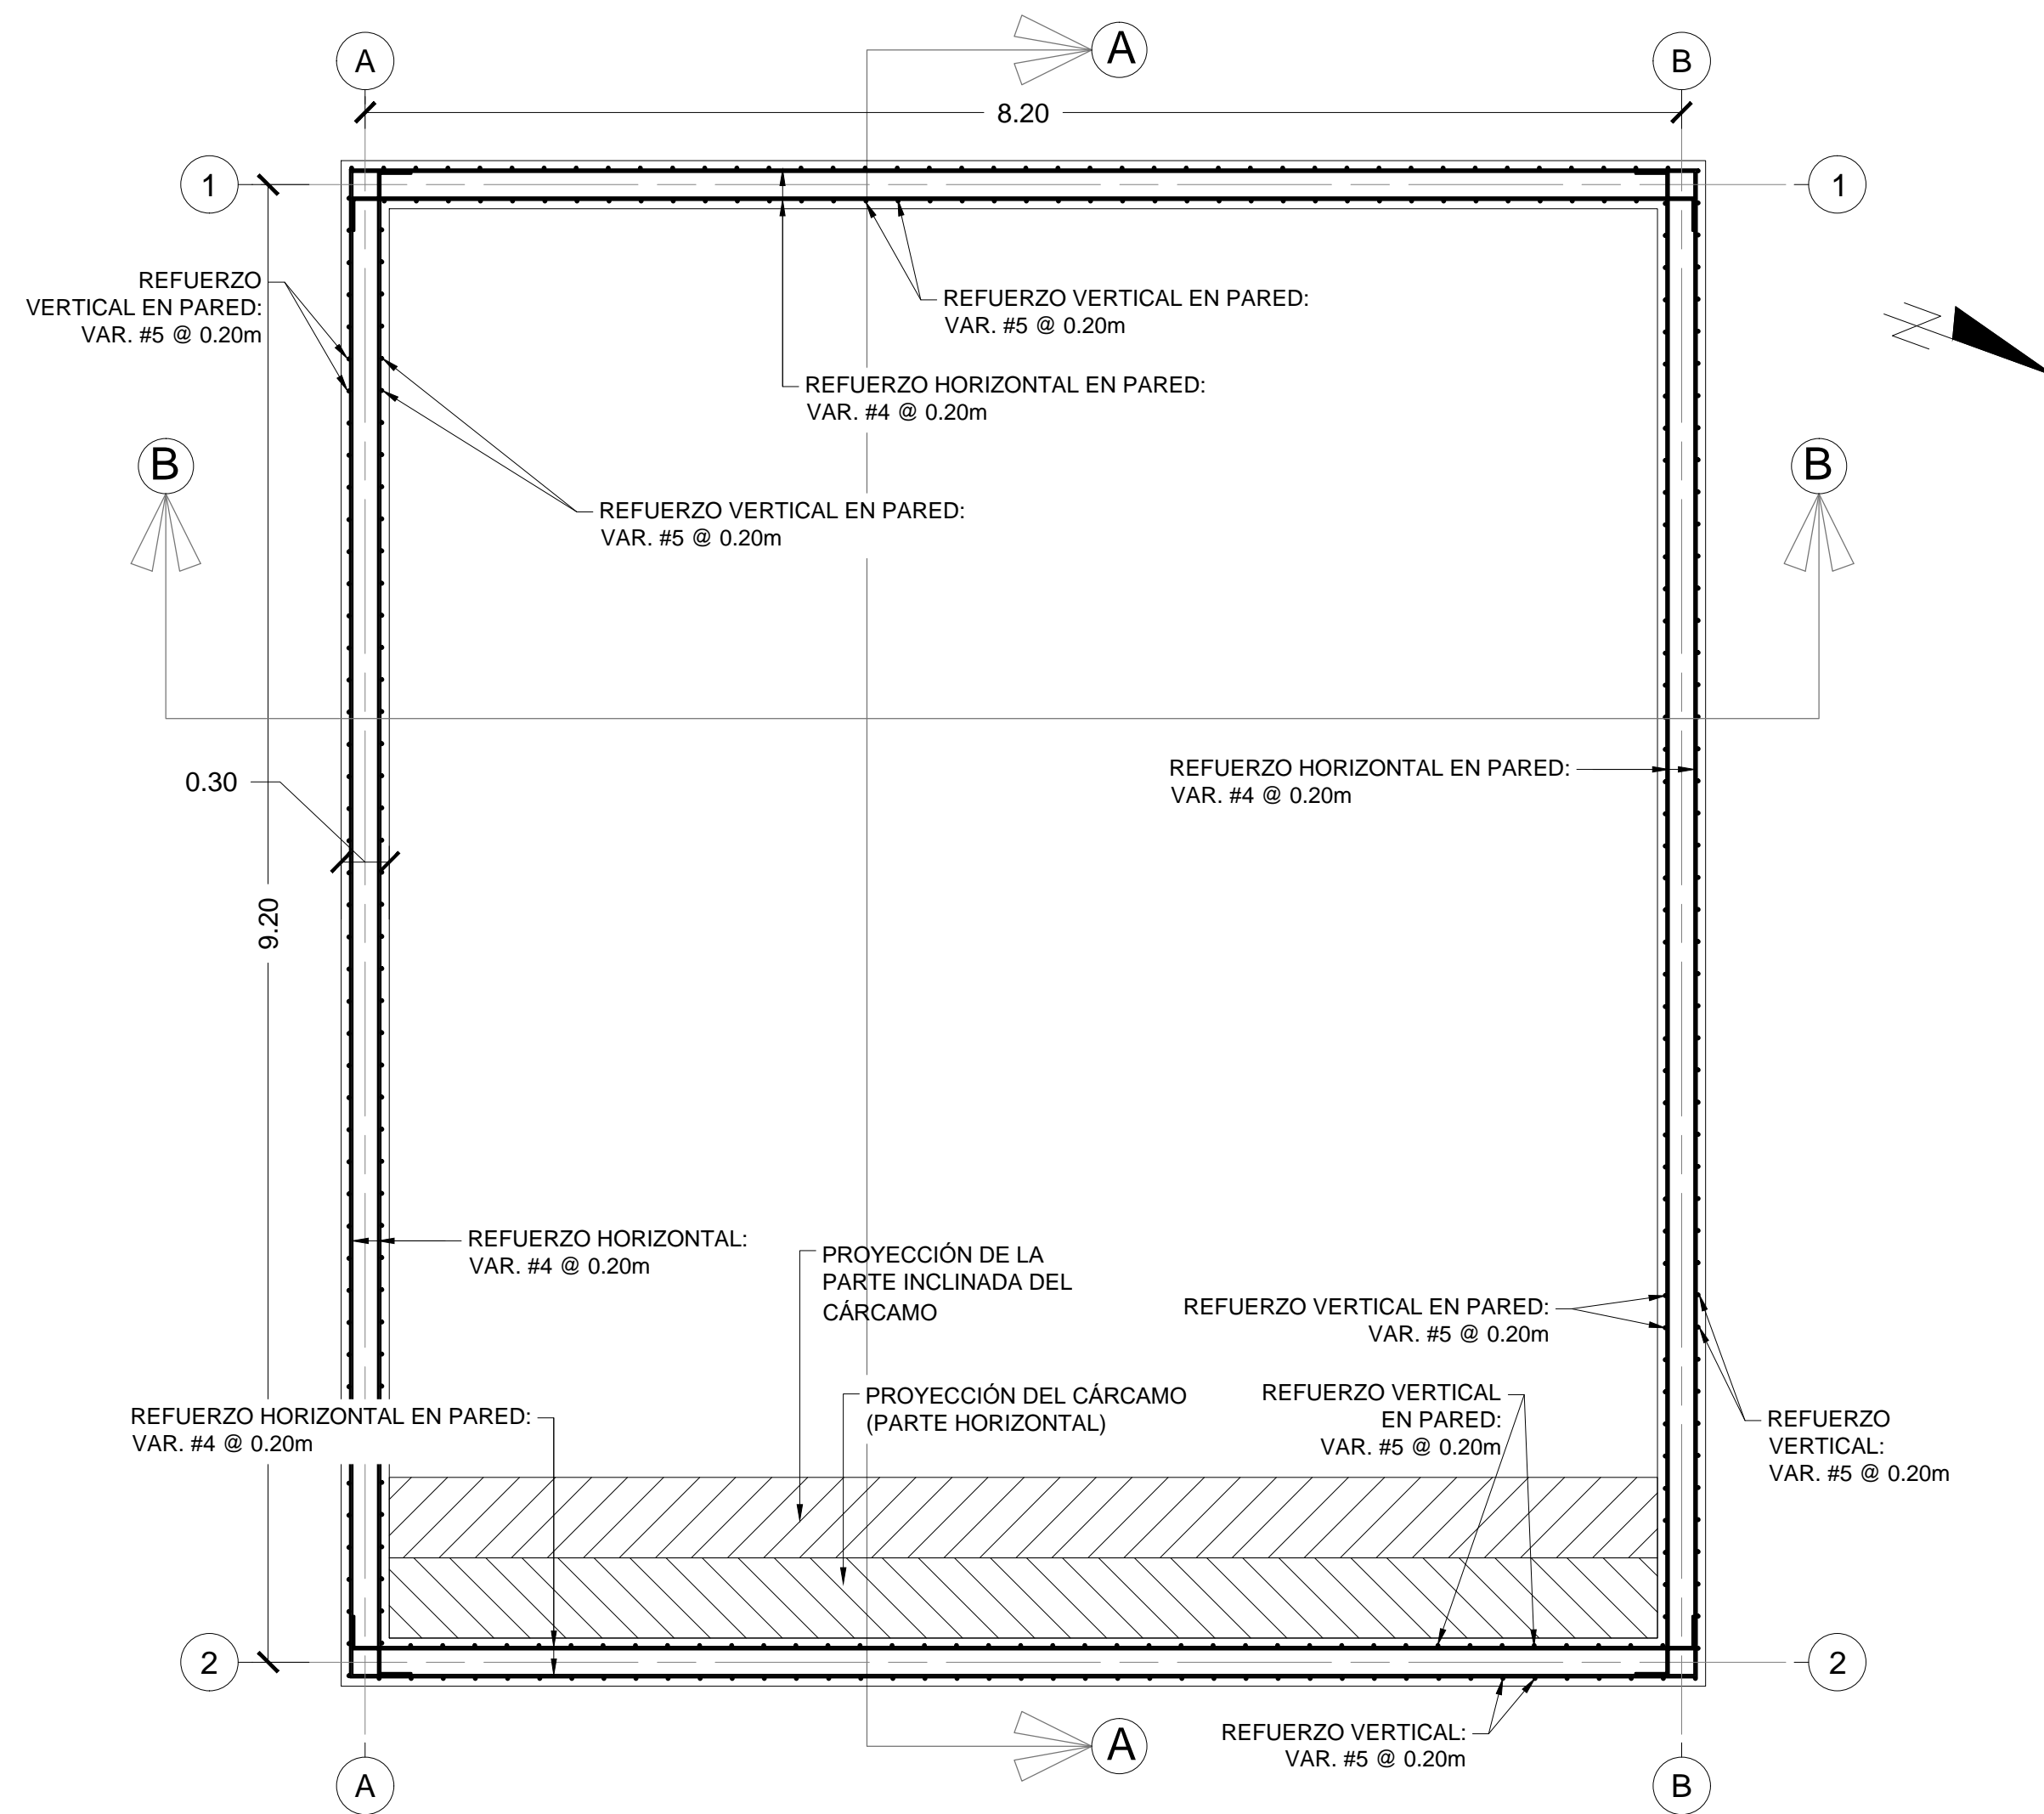 A
A
B
8.20
1
1
REFUERZO
VERTICAL EN PARED:
VAR. #5 @ 0.20m
REFUERZO VERTICAL EN PARED:
VAR. #5 @ 0.20m
N
REFUERZO HORIZONTAL EN PARED:
VAR. #4 @ 0.20m
B
B
REFUERZO VERTICAL EN PARED:
VAR. #5 @ 0.20m
0.30
REFUERZO HORIZONTAL EN PARED:
VAR. #4 @ 0.20m
9.20
REFUERZO HORIZONTAL:
VAR. #4 @ 0.20m
PROYECCIÓN DE LA
PARTE INCLINADA DEL
CÁRCAMO
REFUERZO VERTICAL EN PARED:
VAR. #5 @ 0.20m
REFUERZO HORIZONTAL EN PARED:
VAR. #4 @ 0.20m
PROYECCIÓN DEL CÁRCAMO
(PARTE HORIZONTAL)
REFUERZO VERTICAL
EN PARED:
VAR. #5 @ 0.20m
REFUERZO
VERTICAL:
VAR. #5 @ 0.20m
2
2
REFUERZO VERTICAL:
VAR. #5 @ 0.20m
A
A
B